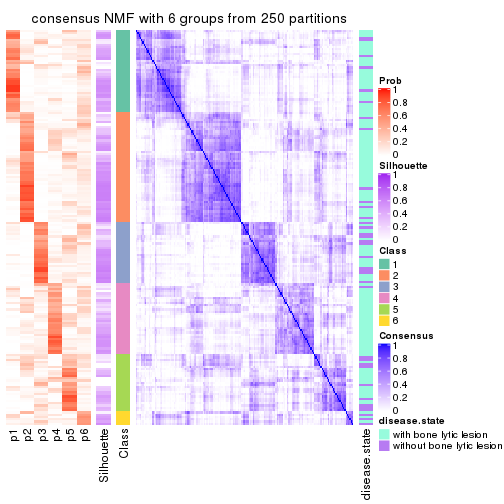 consensus NMF with 6 groups from 250 partitions
Prob
1
0.8
0.6
0.4
0.2
0
Silhouette
1
0.8
0.6
0.4
0.2
0
Class
1
2
3
4
5
6
Consensus
1
0.8
0.6
0.4
0.2
0
disease.state
with bone lytic lesion
without bone lytic lesion
p1
p2
p3
p4
p5
p6
Silhouette
Class
disease.state